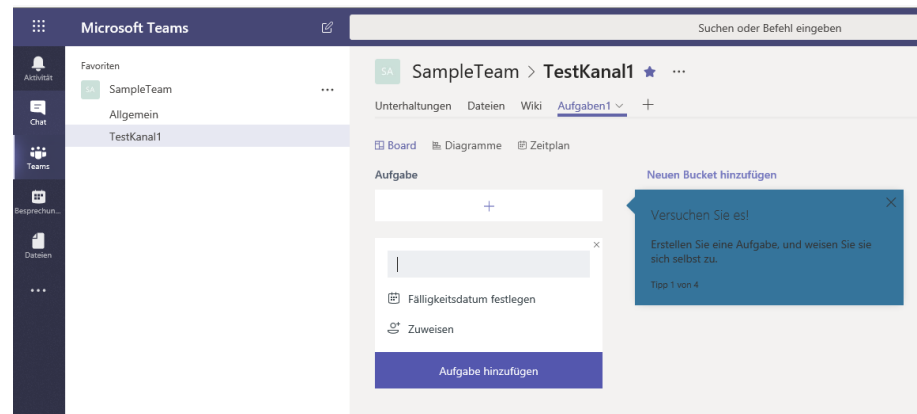 Microsoft Teams
Suchen oder Befehl eingeben
Aktivität
Chat
Teams
Besprechun...
Dateien
Favoriten
SA SampleTeam
Allgemein
TestKanal1
SA SampleTeam > TestKanal1
Unterhaltungen Dateien Wiki Aufgaben1
Board Diagramme Zeitplan
Aufgabe
Neuen Bucket hinzufügen
Fälligkeitsdatum festlegen
Zuweisen
Aufgabe hinzufügen
Versuchen Sie es!
Erstellen Sie eine Aufgabe, und weisen Sie sie
sich selbst zu.
Tipp 1 von 4